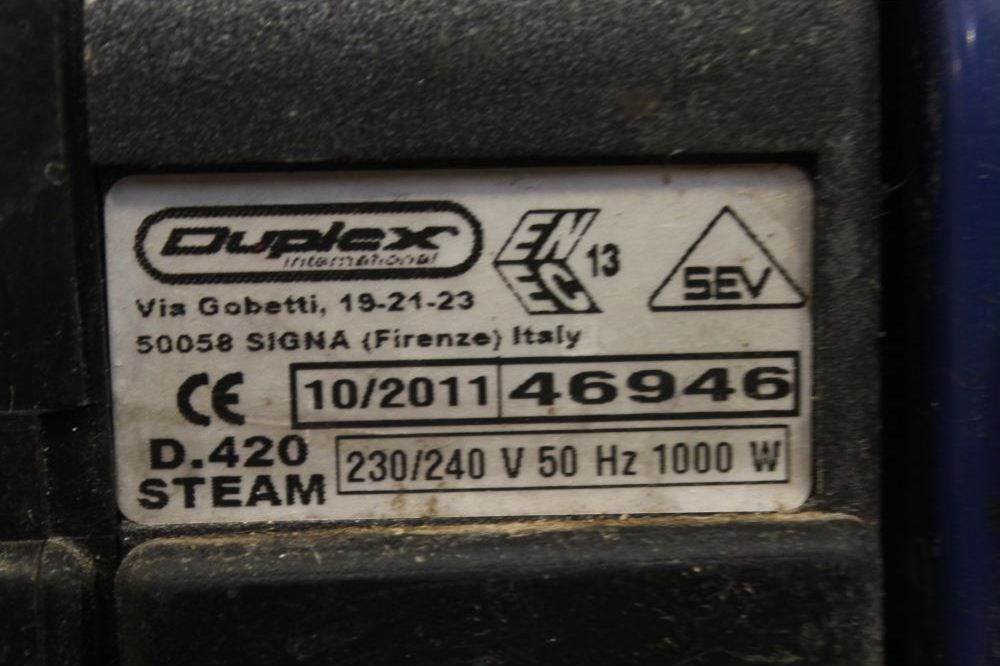 Duplex
International
EN
EC 13
SEV
Via Gobetti, 19-21-23
50058 SIGNA (Firenze) Italy
CE 10/2011 46946
D.420
STEAM
230/240 V 50 Hz 1000 W